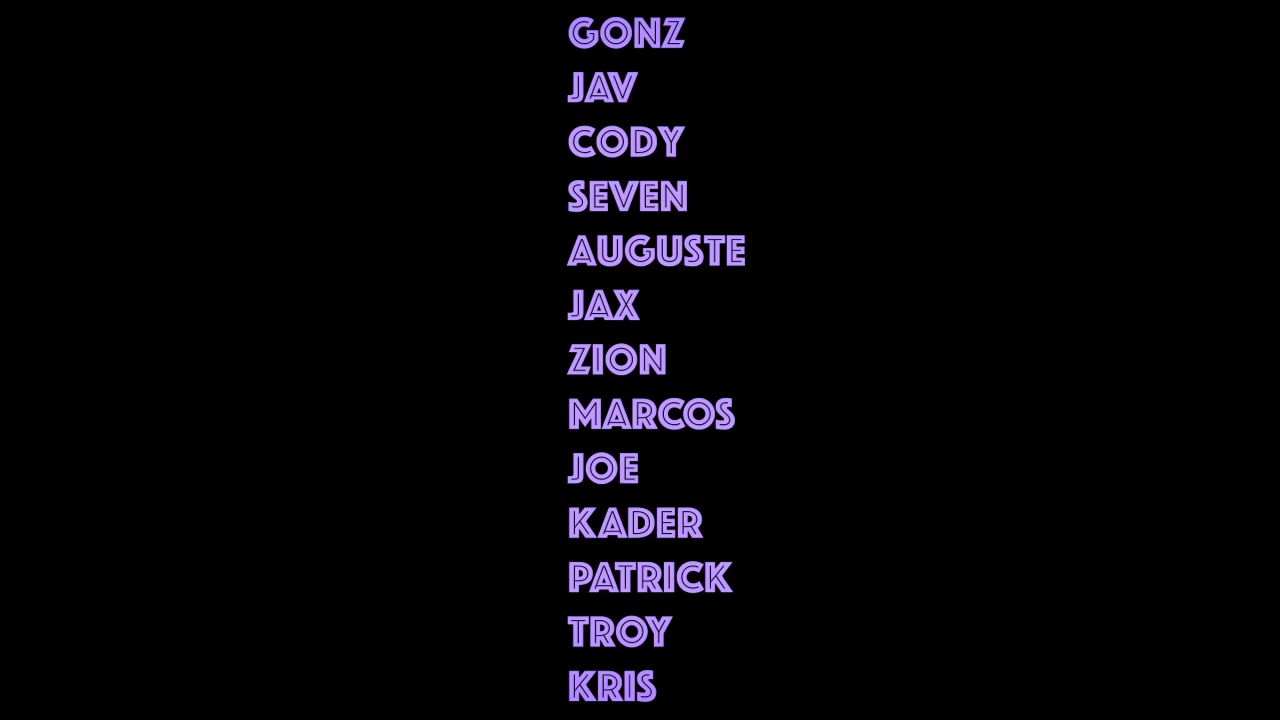 GONZ
JAV
CODY
SEVEN
AUGUSTE
JAX
ZION
MARCOS
JOE
KADER
PATRICK
TROY
KRIS